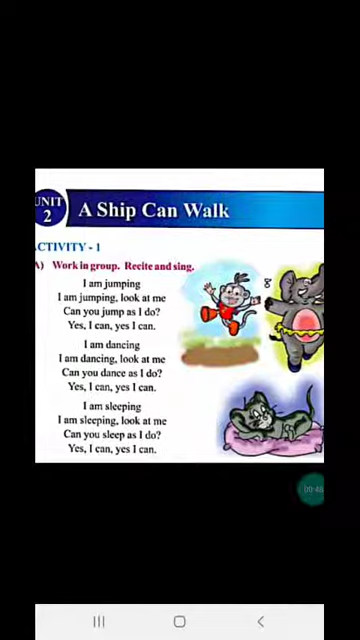 UNIT
2
A Ship Can Walk
CTIVITY - 1
A) Work in group. Recite and sing.
I am jumping
I am jumping, look at me
Can you jump as I do?
Yes, I can, yes I can.
I am dancing
I am dancing, look at me
Can you dance as I do?
Yes, I can, yes I can.
I am sleeping
I am sleeping, look at me
Can you sleep as I do?
Yes, I can, yes I can.